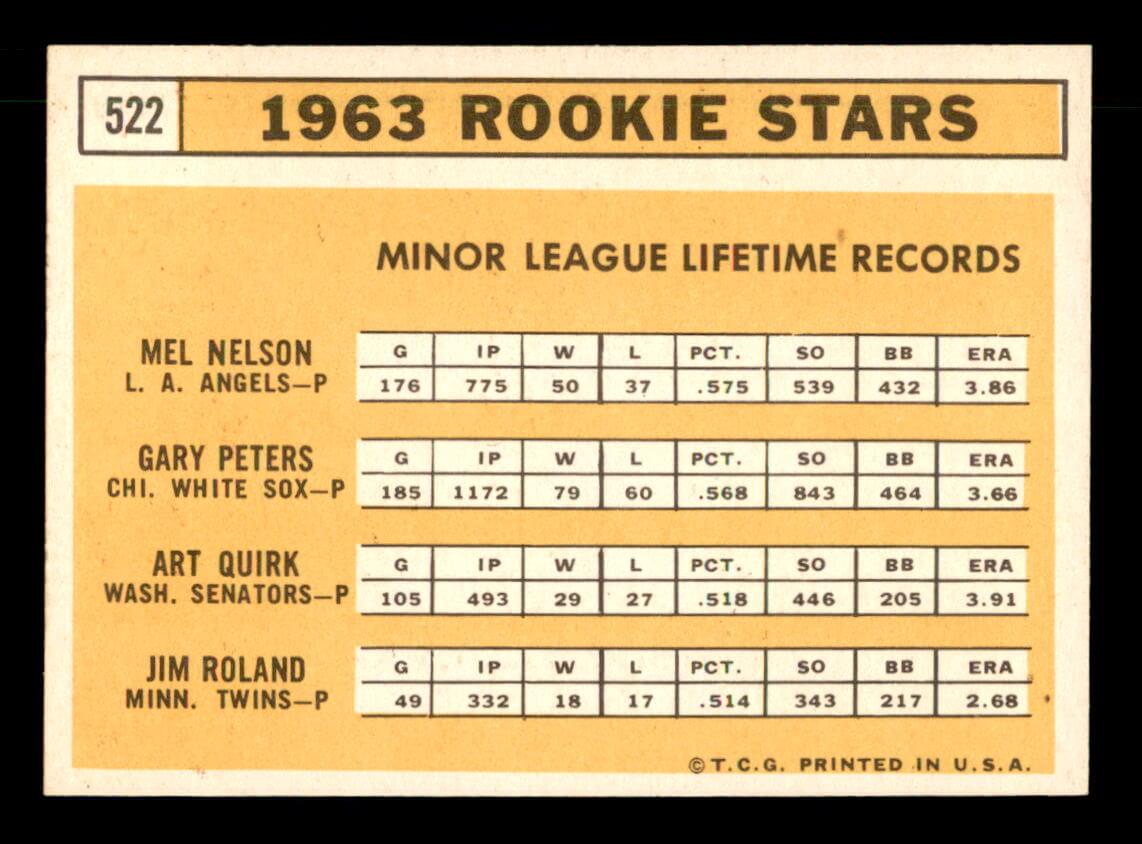 522 1963 ROOKIE STARS
MINOR LEAGUE LIFETIME RECORDS
MEL NELSON G IP W L PCT. SO BB ERA
L. A. ANGELS—P 176 775 50 37 .575 539 432 3.86
GARY PETERS G IP W L PCT. SO BB ERA
CHI. WHITE SOX—P 185 1172 79 60 .568 843 464 3.66
ART QUIRK G IP W L PCT. SO BB ERA
WASH. SENATORS—P 105 493 29 27 .518 446 205 3.91
JIM ROLAND G IP W L PCT. SO BB ERA
MINN. TWINS—P 49 332 18 17 .514 343 217 2.68
© T.C.G. PRINTED IN U.S.A.